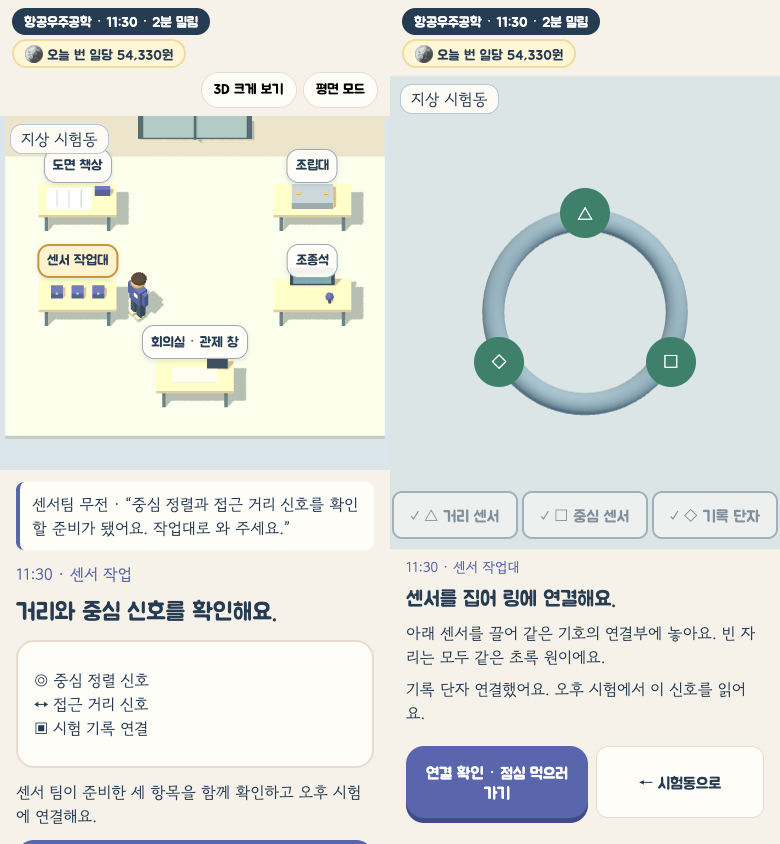 항공우주공학 · 11:30 · 2분 밀림
오늘 번 일당 54,330원
3D 크게 보기
평면 모드
지상 시험동
도면 책상
조립대
센서 작업대
조종석
회의실 · 관제 창
센서팀 무전 · “중심 정렬과 접근 거리 신호를 확인
할 준비가 됐어요. 작업대로 와 주세요.”
11:30 · 센서 작업
거리와 중심 신호를 확인해요.
◎ 중심 정렬 신호
↔ 접근 거리 신호
▣ 시험 기록 연결
센서 팀이 준비한 세 항목을 함께 확인하고 오후 시험
에 연결해요.
항공우주공학 · 11:30 · 2분 밀림
오늘 번 일당 54,330원
지상 시험동
△
◇
□
✓ △ 거리 센서
✓ □ 중심 센서
✓ ◇ 기록 단자
11:30 · 센서 작업대
센서를 집어 링에 연결해요.
아래 센서를 끌어 같은 기호의 연결부에 놓아요. 빈 자
리는 모두 같은 초록 원이에요.
기록 단자 연결했어요. 오후 시험에서 이 신호를 읽어
요.
연결 확인 · 점심 먹으러
가기
← 시험동으로